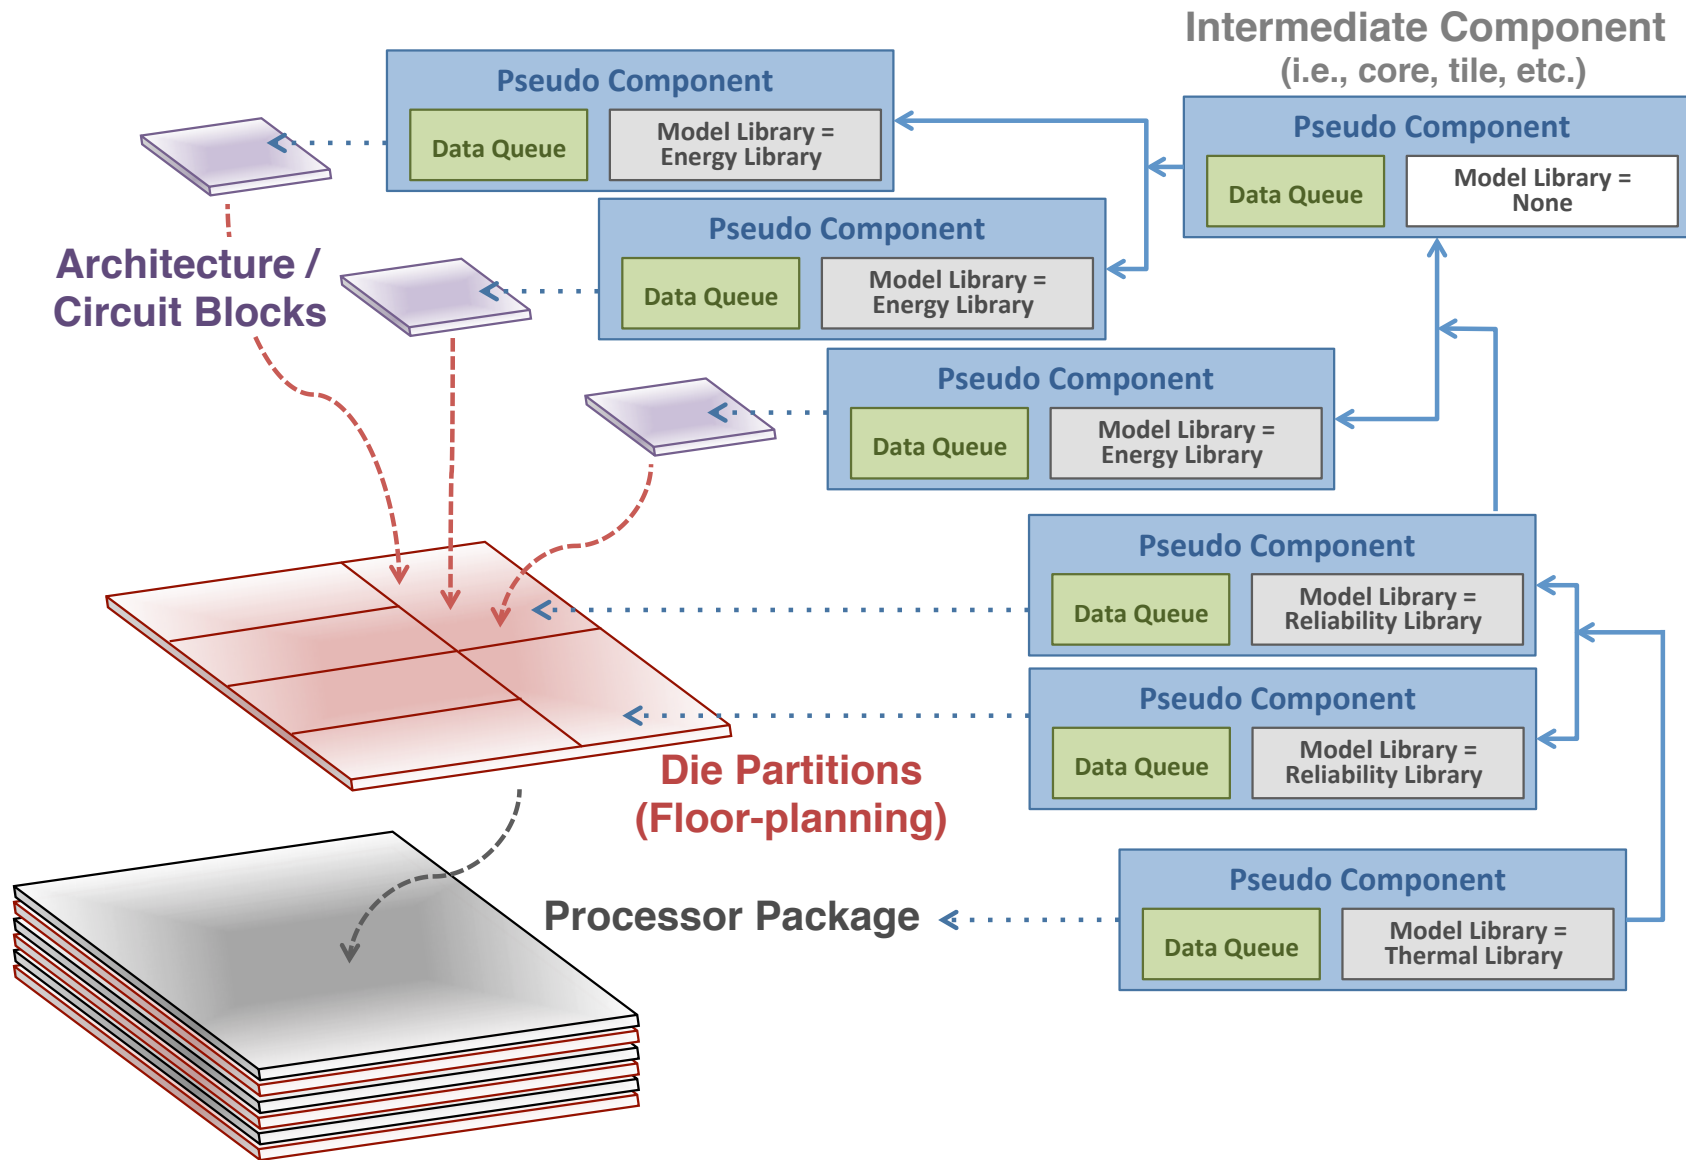 Intermediate Component
(i.e., core, tile, etc.)
Pseudo Component
Data Queue
Model Library =
Energy Library
Pseudo Component
Data Queue
Model Library =
None
Pseudo Component
Data Queue
Model Library =
Energy Library
Architecture /
Circuit Blocks
Pseudo Component
Data Queue
Model Library =
Energy Library
Pseudo Component
Data Queue
Model Library =
Reliability Library
Pseudo Component
Data Queue
Model Library =
Reliability Library
Die Partitions
(Floor-planning)
Processor Package
Pseudo Component
Data Queue
Model Library =
Thermal Library